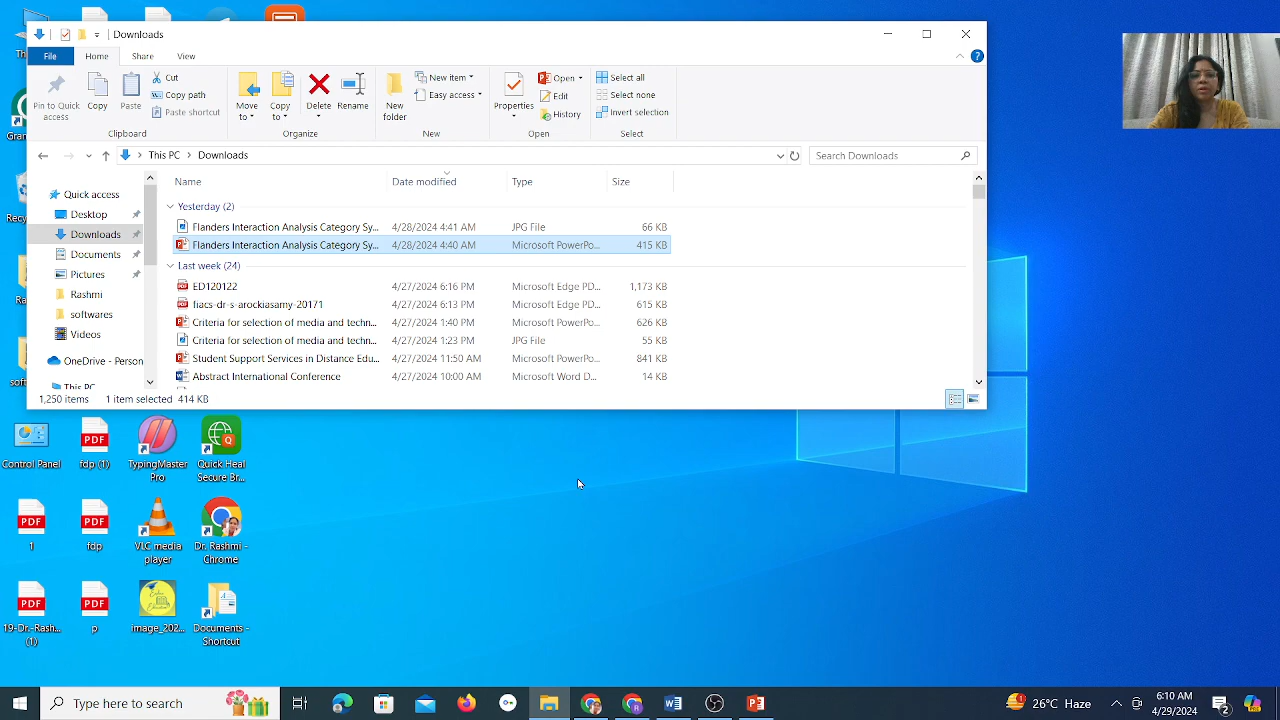 Downloads
File
Home
Share
View
Pin to Quick access
Copy
Paste
Cut
Copy path
Paste shortcut
Clipboard
Move to
Copy to
Delete
Rename
Organize
New folder
New item
Easy access
New
Properties
Open
Edit
History
Open
Select all
Select none
Invert selection
Select
This PC
Downloads
Search Downloads
Quick access
Desktop
Downloads
Documents
Pictures
Rashmi
softwares
Videos
OneDrive - Person
This PC
Name Date modified Type Size
Yesterday (2)
Flanders Interaction Analysis Category Sy... 4/28/2024 4:41 AM JPG File 66 KB
Flanders Interaction Analysis Category Sy... 4/28/2024 4:40 AM Microsoft PowerPo... 415 KB
Last week (24)
ED120122 4/27/2024 6:16 PM Microsoft Edge PD... 1,173 KB
fiacs-dr-s-arockiasamy-20171 4/27/2024 6:13 PM Microsoft Edge PD... 615 KB
Criteria for selection of media and techn... 4/27/2024 1:40 PM Microsoft PowerPo... 626 KB
Criteria for selection of media and techn... 4/27/2024 1:23 PM JPG File 55 KB
Student Support Services in Distance Edu... 4/27/2024 11:50 AM Microsoft PowerPo... 841 KB
Abstract International Conference 4/27/2024 10:00 AM Microsoft Word D... 14 KB
1,250 items 1 item selected 414 KB
Control Panel
PDF
fdp (1)
TypingMaster Pro
Quick Heal Secure Br...
PDF
1
PDF
fdp
VLC media player
Dr. Rashmi - Chrome
PDF
19-Dr.-Rash... (1)
PDF
p
image_202...
Documents - Shortcut
Type here to search
26°C Haze
6:10 AM
4/29/2024
2